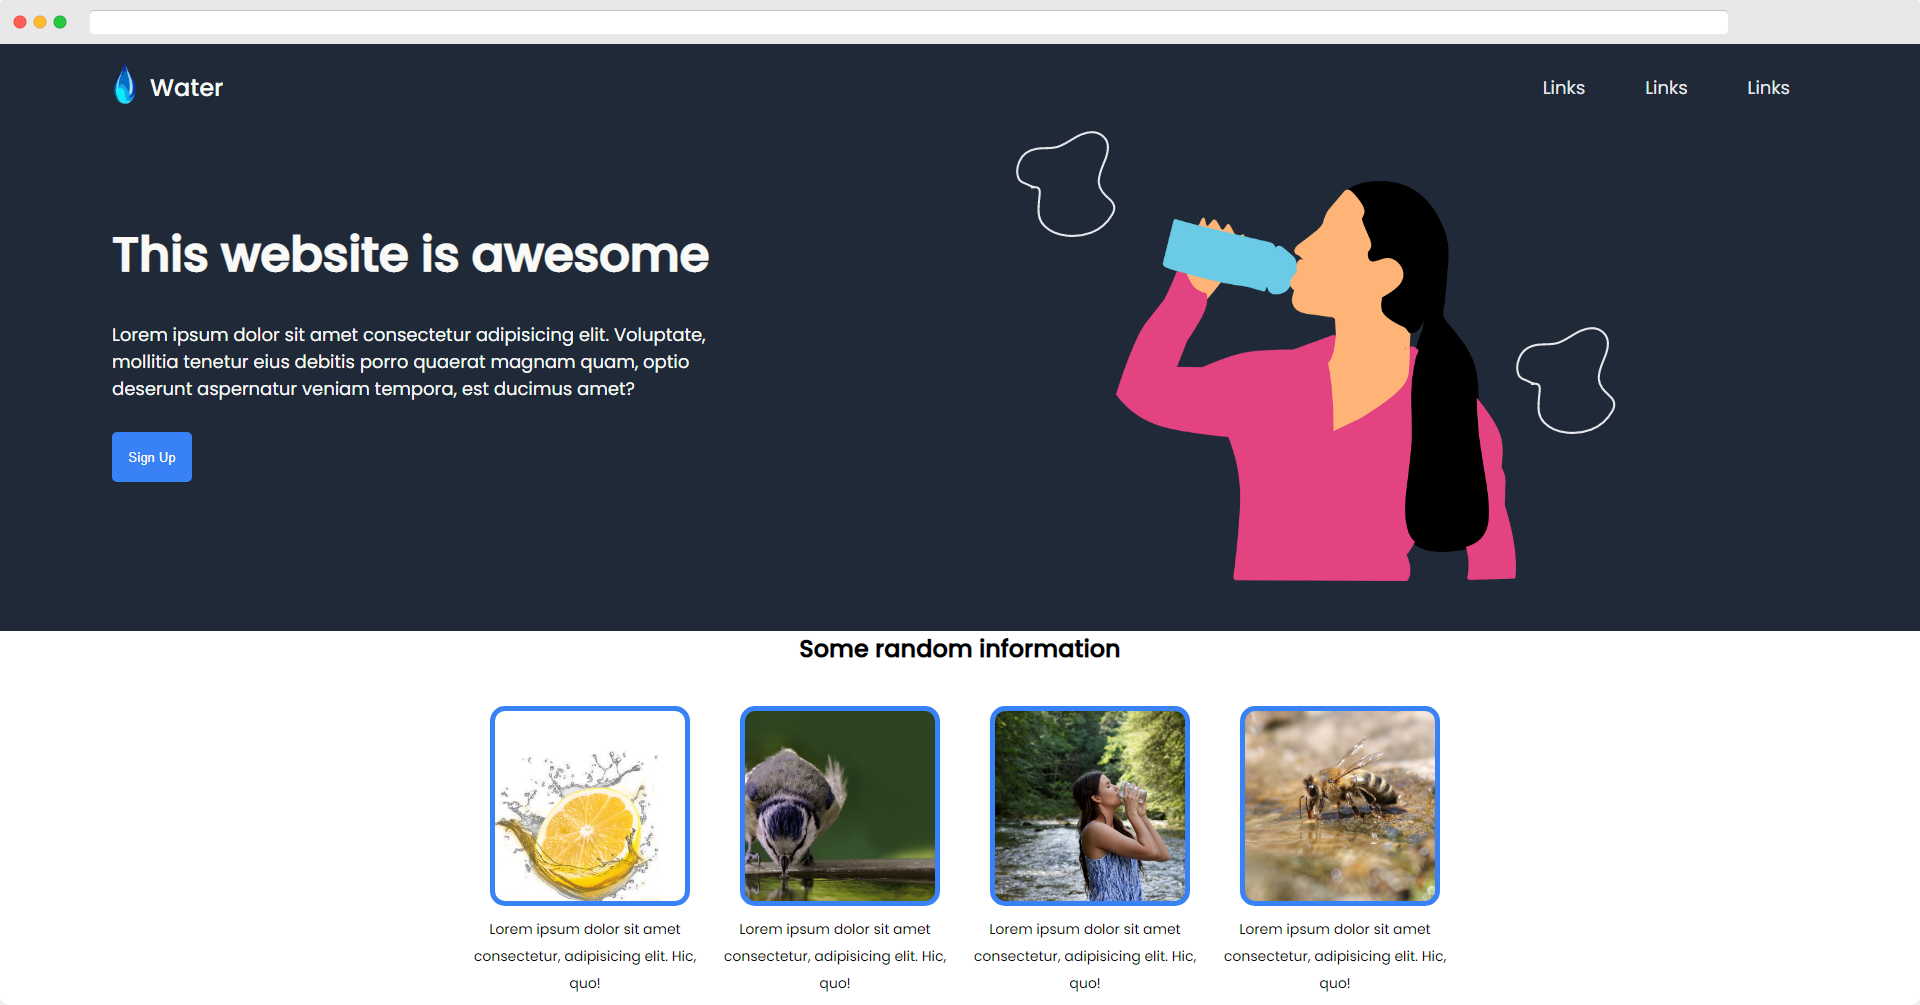 Water
Links Links Links
This website is awesome
Lorem ipsum dolor sit amet consectetur adipisicing elit. Voluptate,
mollitia tenetur eius debitis porro quaerat magnam quam, optio
deserunt aspernatur veniam tempora, est ducimus amet?
Sign Up
Some random information
Lorem ipsum dolor sit amet
consectetur, adipisicing elit. Hic,
quo!
Lorem ipsum dolor sit amet
consectetur, adipisicing elit. Hic,
quo!
Lorem ipsum dolor sit amet
consectetur, adipisicing elit. Hic,
quo!
Lorem ipsum dolor sit amet
consectetur, adipisicing elit. Hic,
quo!